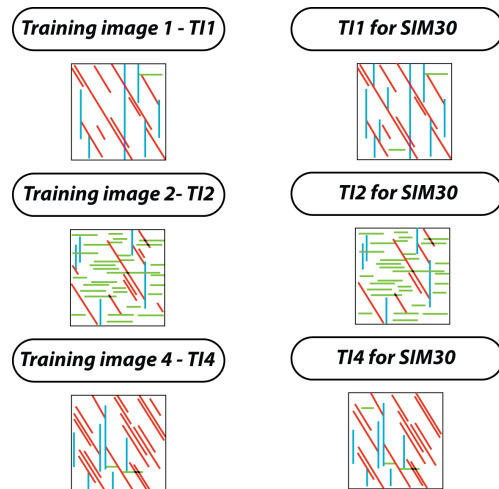 Training image 1 - TI1
TI1 for SIM30
Training image 2- TI2
TI2 for SIM30
Training image 4 - TI4
TI4 for SIM30